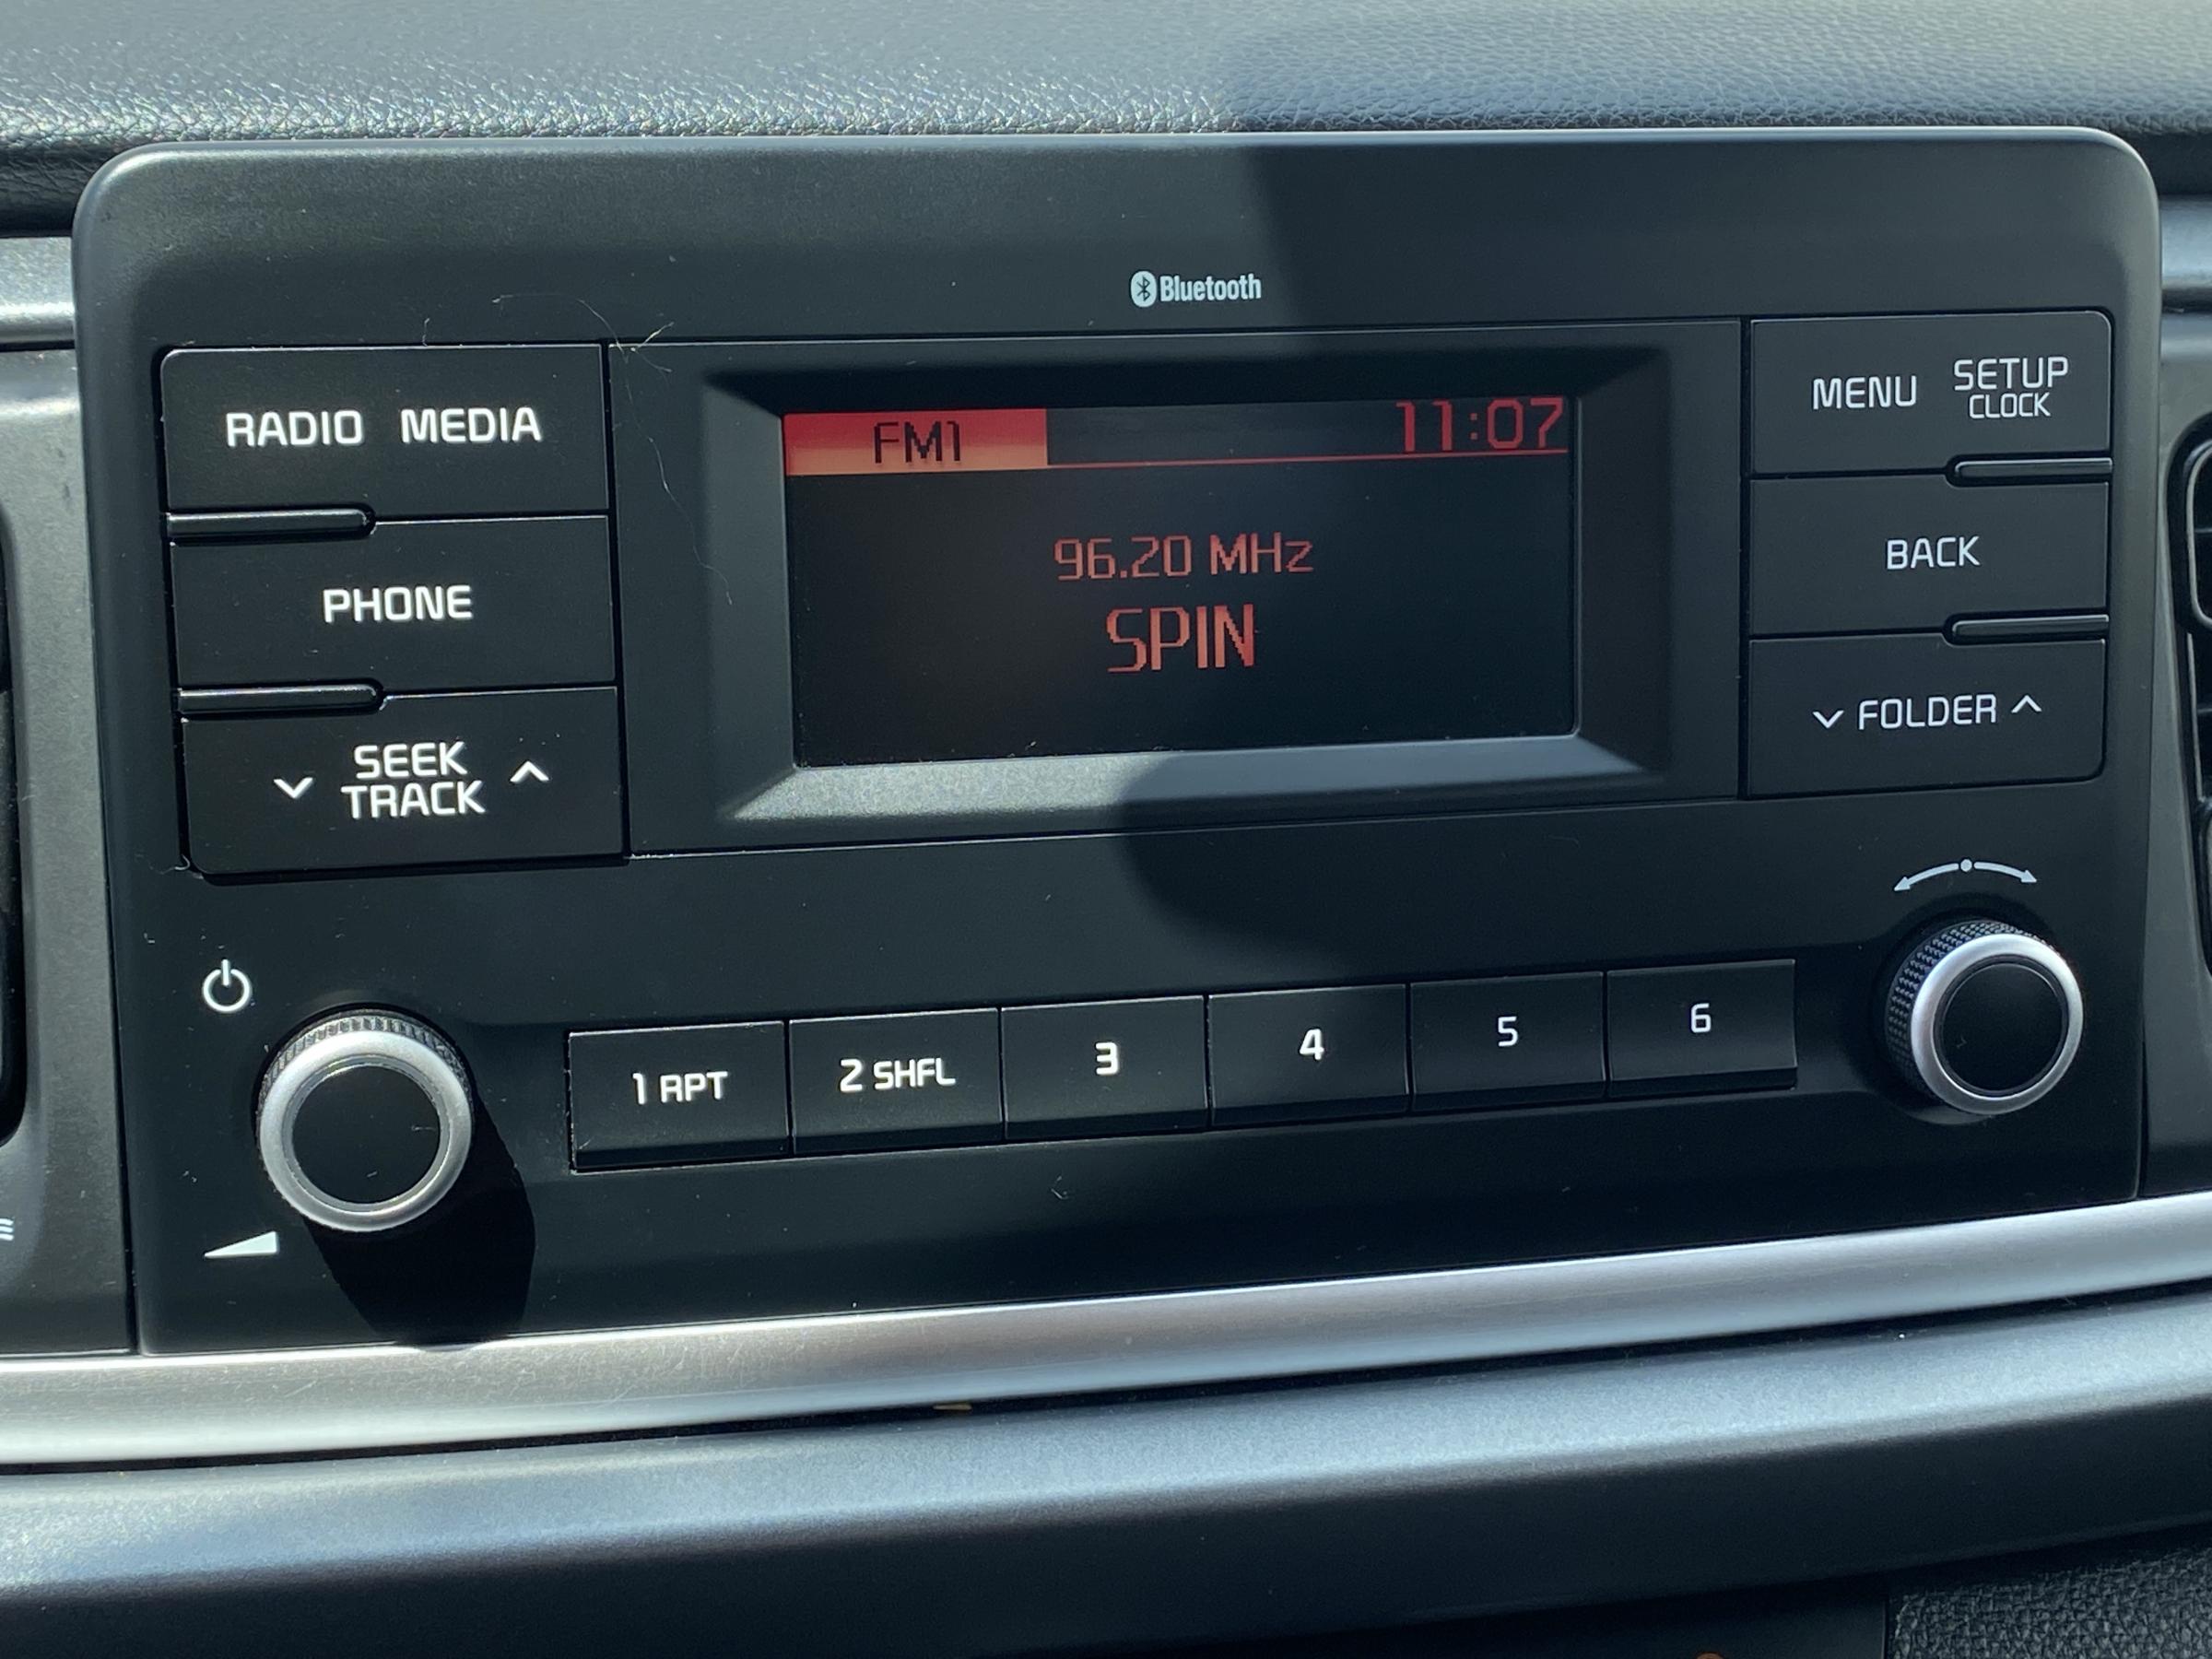 Bluetooth
RADIO MEDIA
MENU SETUP
CLOCK
FM1 11:07
96.20 MHz
SPIN
PHONE
BACK
SEEK
TRACK
FOLDER
1 RPT 2 SHFL 3 4 5 6